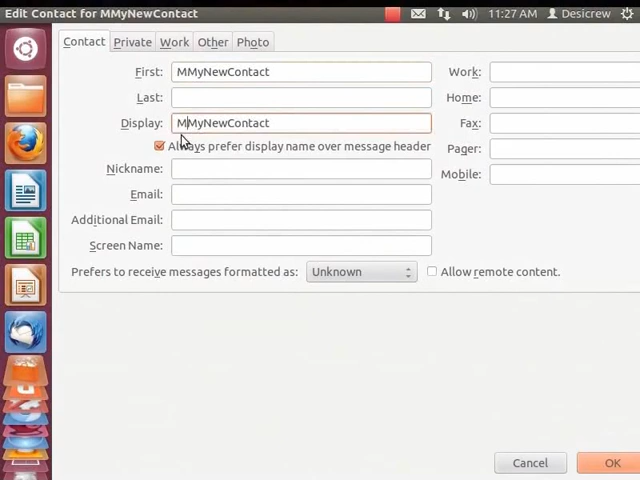 Edit Contact for MMyNewContact 11:27 AM Desicrew
Contact Private Work Other Photo
First: MMyNewContact Work:
Last: Home:
Display: MMyNewContact Fax:
Always prefer display name over message header Pager:
Nickname: Mobile:
Email:
Additional Email:
Screen Name:
Prefers to receive messages formatted as: Unknown Allow remote content.
Cancel OK